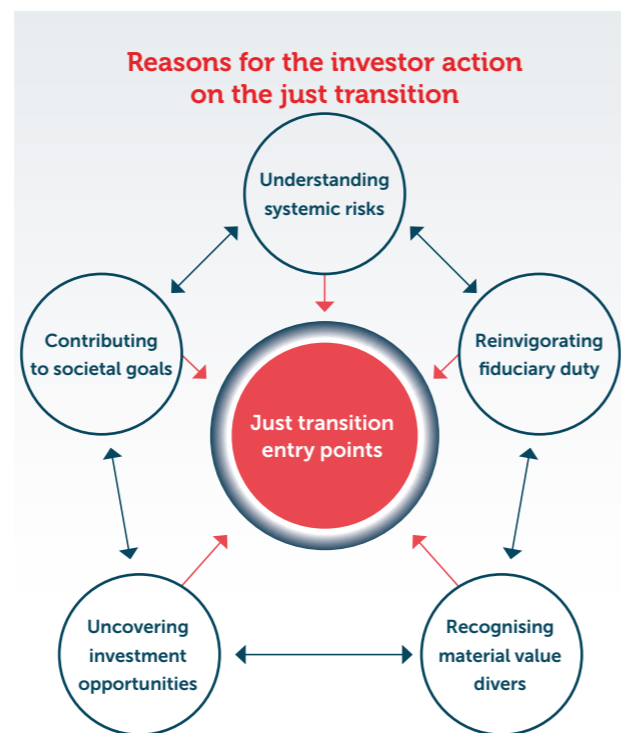 Reasons for the investor action
on the just transition
Understanding
systemic risks
Contributing
to societal goals
Reinvigorating
fiduciary duty
Just transition
entry points
Uncovering
investment
opportunities
Recognising
material value
divers